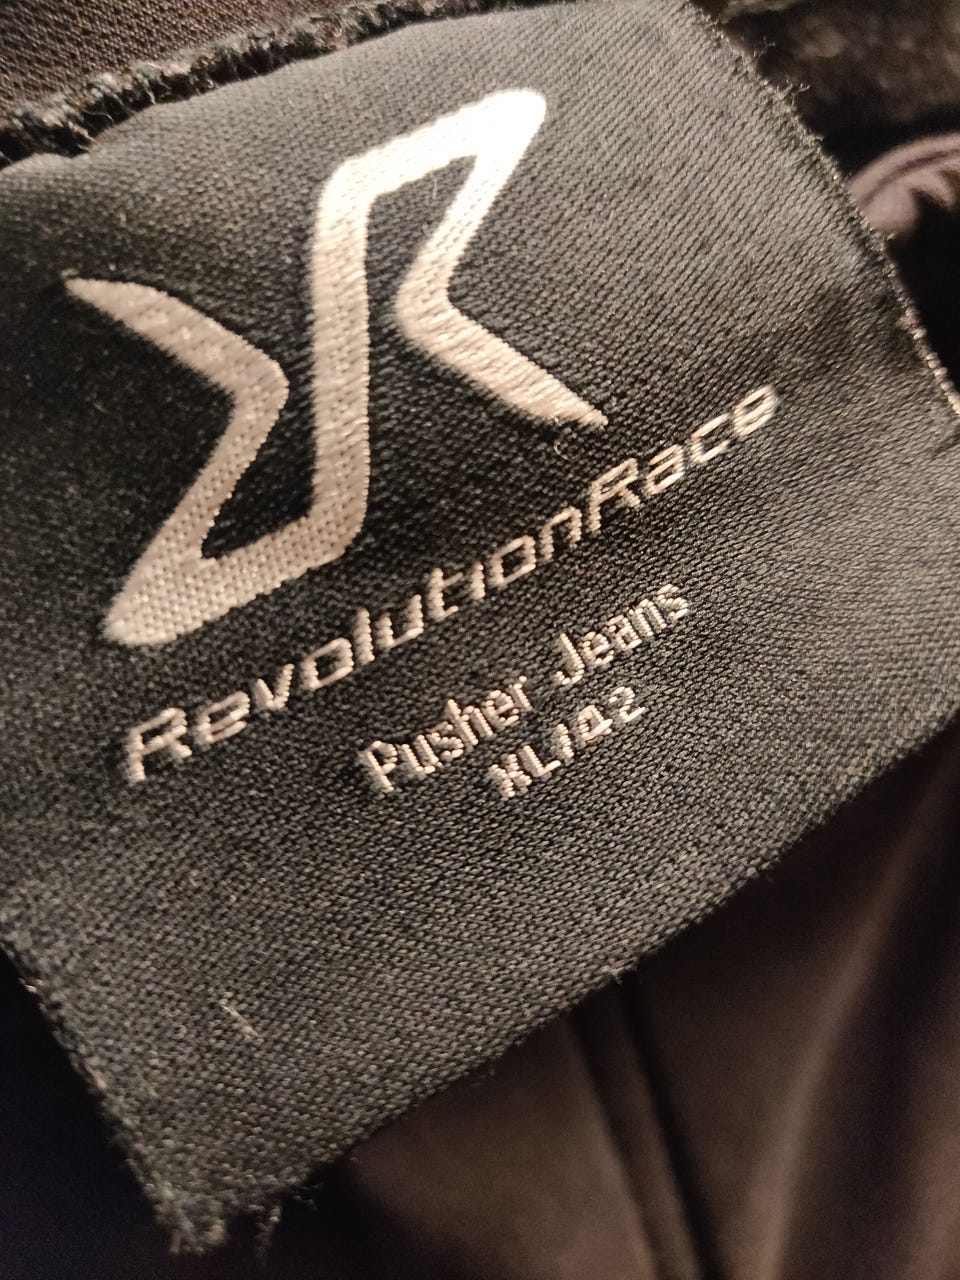 RevolutionRace
Pusher Jeans
XL/42